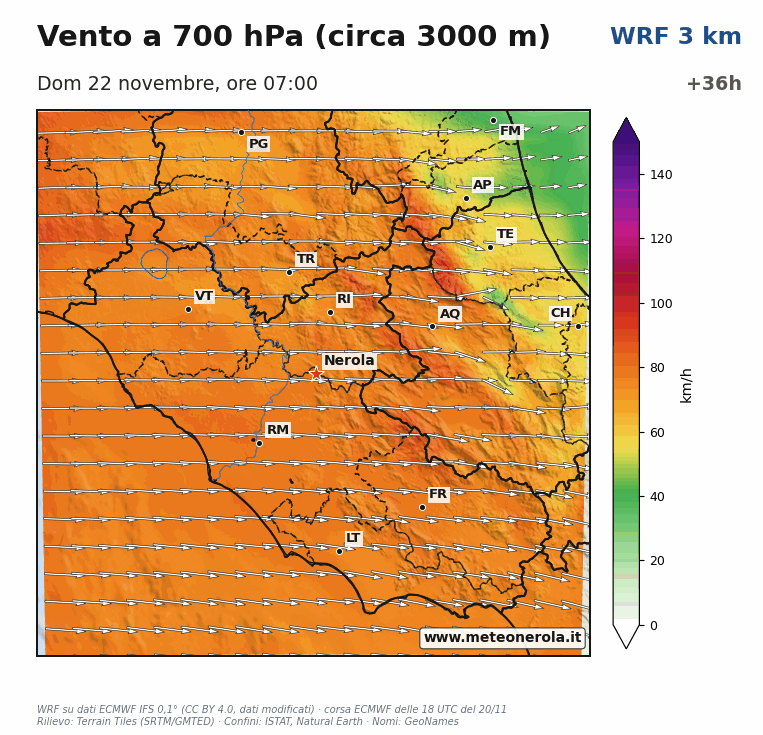 Vento a 700 hPa (circa 3000 m)
WRF 3 km
Dom 22 novembre, ore 07:00
+36h
FM
PG
AP
TE
TR
VT
RI
AQ
CH
Nerola
RM
FR
LT
www.meteonerola.it
140
120
100
80
60
40
20
0
km/h
WRF su dati ECMWF IFS 0,1° (CC BY 4.0, dati modificati) · corsa ECMWF delle 18 UTC del 20/11
Rilievo: Terrain Tiles (SRTM/GMTED) · Confini: ISTAT, Natural Earth · Nomi: GeoNames